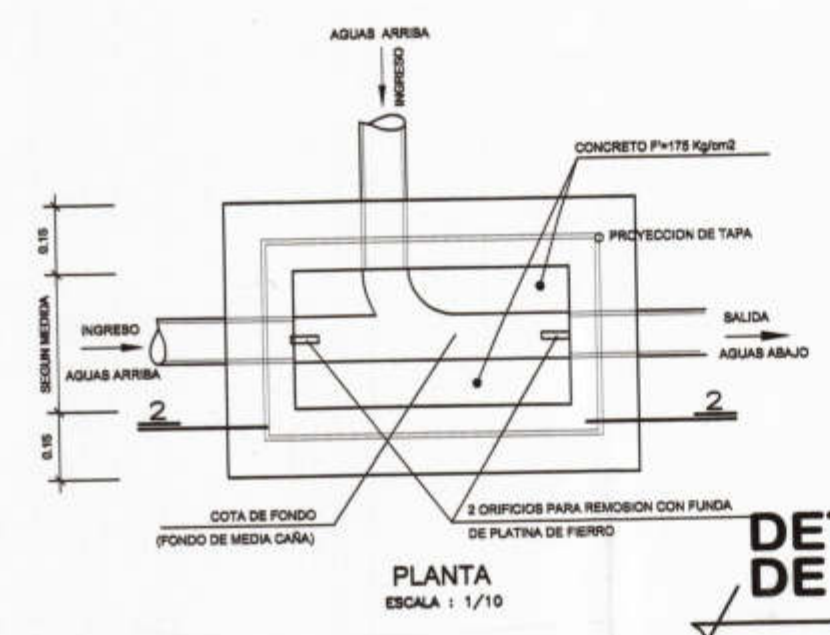 AGUAS ARRIBA
INGRESO
CONCRETO F'=175 Kg/cm2
0.15
PROYECCION DE TAPA
SEGUN MEDIDA
INGRESO
AGUAS ARRIBA
SALIDA
AGUAS ABAJO
2
2
0.15
COTA DE FONDO
(FONDO DE MEDIA CAÑA)
2 ORIFICIOS PARA REMOSION CON FUNDA
DE PLATINA DE FIERRO
PLANTA
ESCALA : 1/10
DE